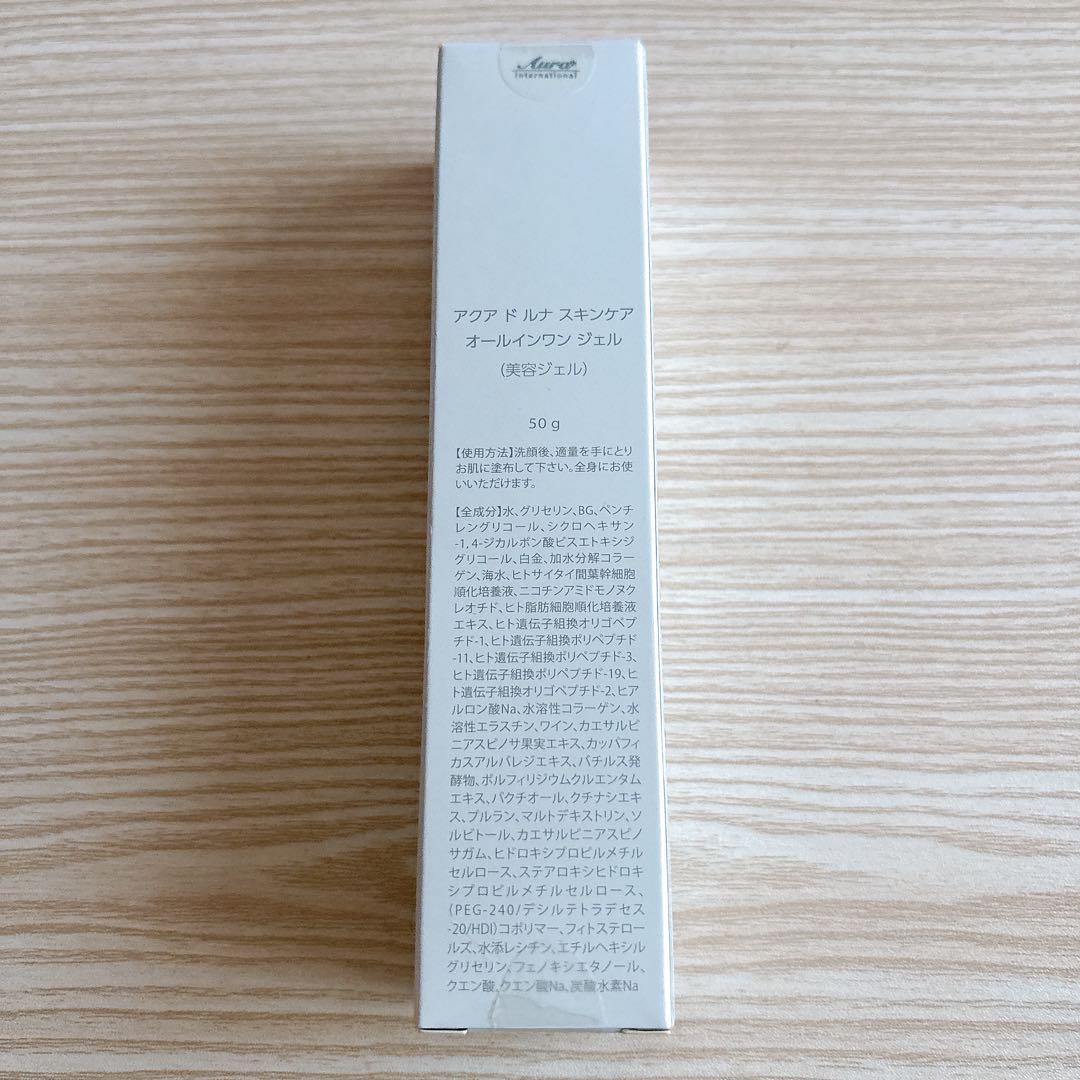 Aura
International
アクア ド ルナ スキンケア
オールインワン ジェル
(美容ジェル)
50 g
【使用方法】洗顔後、適量を手にとり
お肌に塗布して下さい。全身にお使
いいただけます。
【全成分】水、グリセリン、BG、ペンチ
レングリコール、シクロヘキサン
-1, 4-ジカルボン酸ビスエトキシジ
グリコール、白金、加水分解コラー
ゲン、海水、ヒトサイタイ間葉幹細胞
順化培養液、ニコチンアミドモノヌク
レオチド、ヒト脂肪細胞順化培養液
エキス、ヒト遺伝子組換オリゴペプ
チド-1、ヒト遺伝子組換ポリペプチド
-11、ヒト遺伝子組換ポリペプチド-3、
ヒト遺伝子組換ポリペプチド-19、ヒ
ト遺伝子組換オリゴペプチド-2、ヒア
ルロン酸Na、水溶性コラーゲン、水
溶性エラスチン、ワイン、カエサルピ
ニアスピノサ果実エキス、カッパフィ
カスアルバレジエキス、バチルス発
酵物、ポルフィリジウムクルエンタム
エキス、バクチオール、クチナシエキ
ス、プルラン、マルトデキストリン、ソ
ルビトール、カエサルピニアスピノ
サガム、ヒドロキシプロピルメチル
セルロース、ステアロキシヒドロキ
シプロピルメチルセルロース、
(PEG-240/デシルテトラデセス
-20/HDI)コポリマー、フィトステロー
ルズ、水添レシチン、エチルヘキシル
グリセリン、フェノキシエタノール、
クエン酸、クエン酸Na、炭酸水素Na